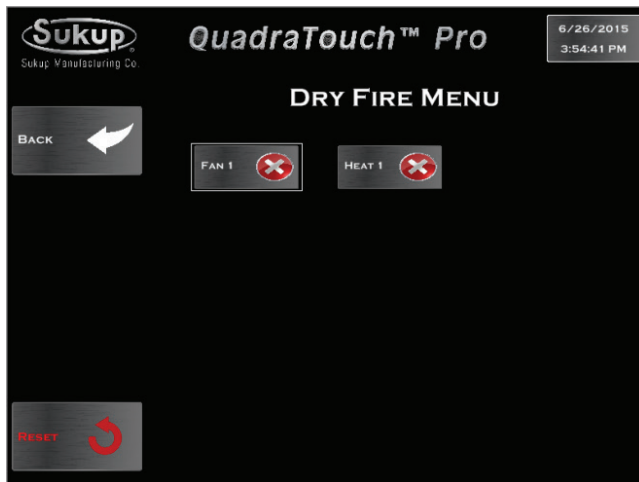 Sukup
Sukup Manufacturing Co.
QuadraTouch™ Pro
6/26/2015
3:54:41 PM
DRY FIRE MENU
BACK
FAN 1
HEAT 1
RESET